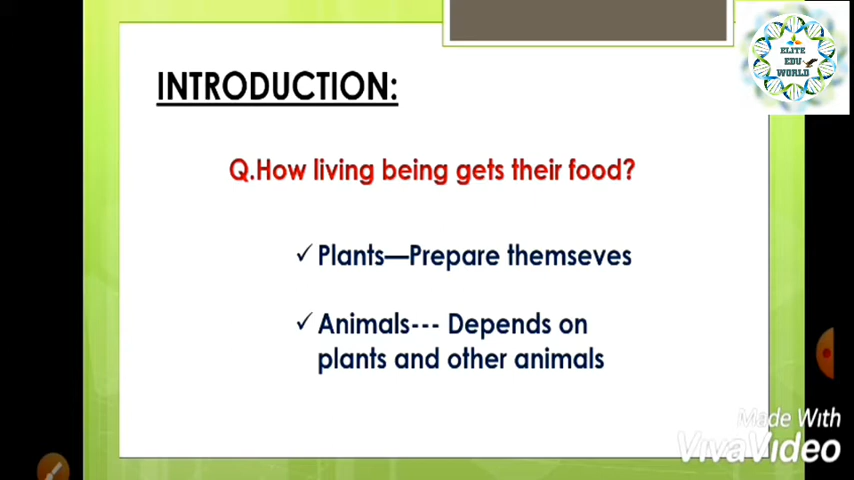 ELITE
EDU
WORLD
INTRODUCTION:
Q.How living being gets their food?
✓ Plants—Prepare themseves
✓ Animals--- Depends on
plants and other animals
Made With
VivaVideo